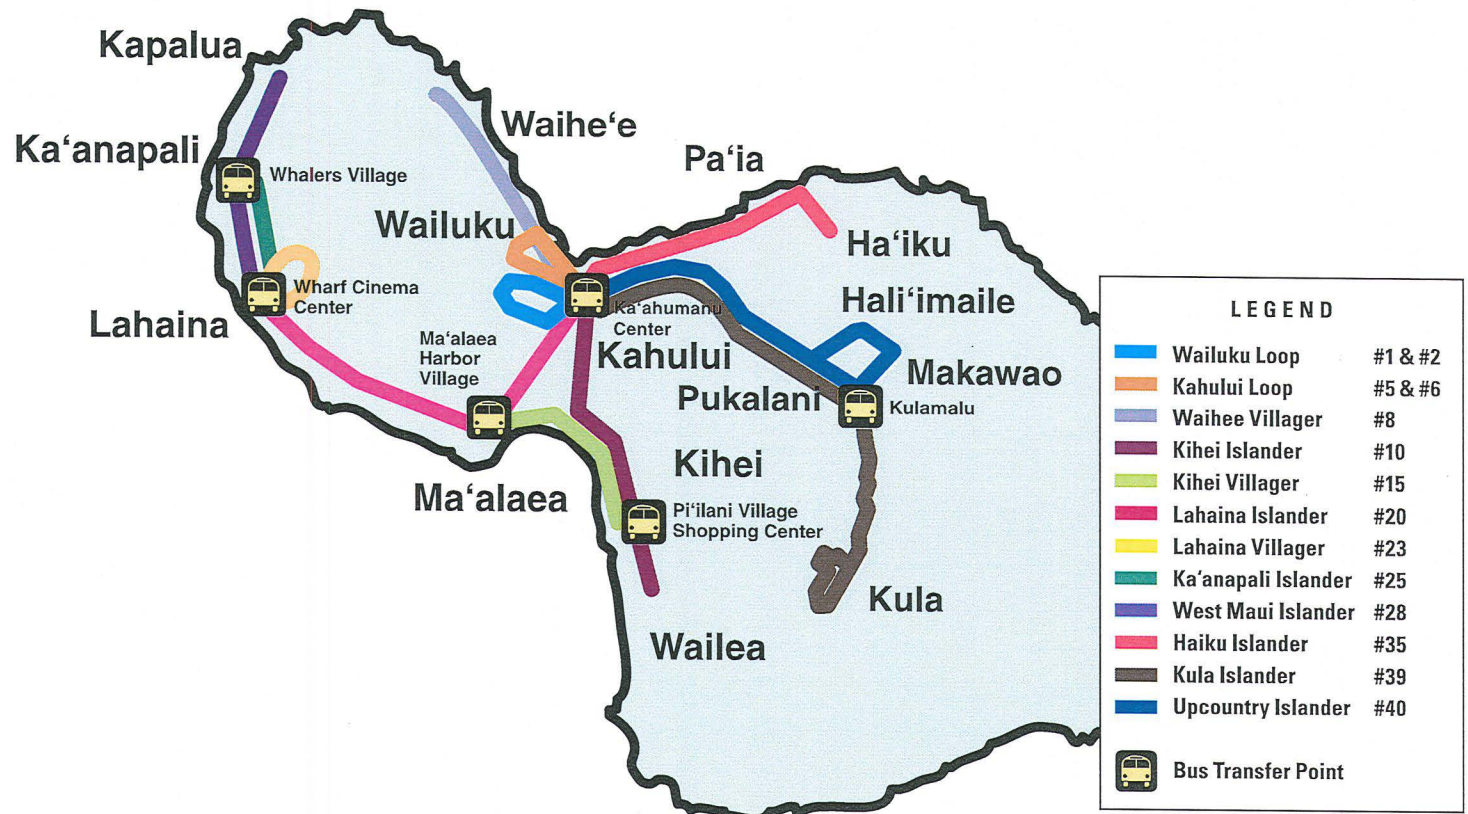 Kapalua
Ka‘anapali
Whalers Village
Waihe‘e
Pa‘ia
Wailuku
Ha‘iku
Wharf Cinema
Center
Lahaina
Ka‘ahumanu
Center
Hali‘imaile
Ma‘alaea
Harbor
Village
Kahului
Makawao
Pukalani
Kulamalu
Kihei
Ma‘alaea
Pi‘ilani Village
Shopping Center
Kula
Wailea
LEGEND
Wailuku Loop #1 & #2
Kahului Loop #5 & #6
Waihee Villager #8
Kihei Islander #10
Kihei Villager #15
Lahaina Islander #20
Lahaina Villager #23
Ka‘anapali Islander #25
West Maui Islander #28
Haiku Islander #35
Kula Islander #39
Upcountry Islander #40
Bus Transfer Point